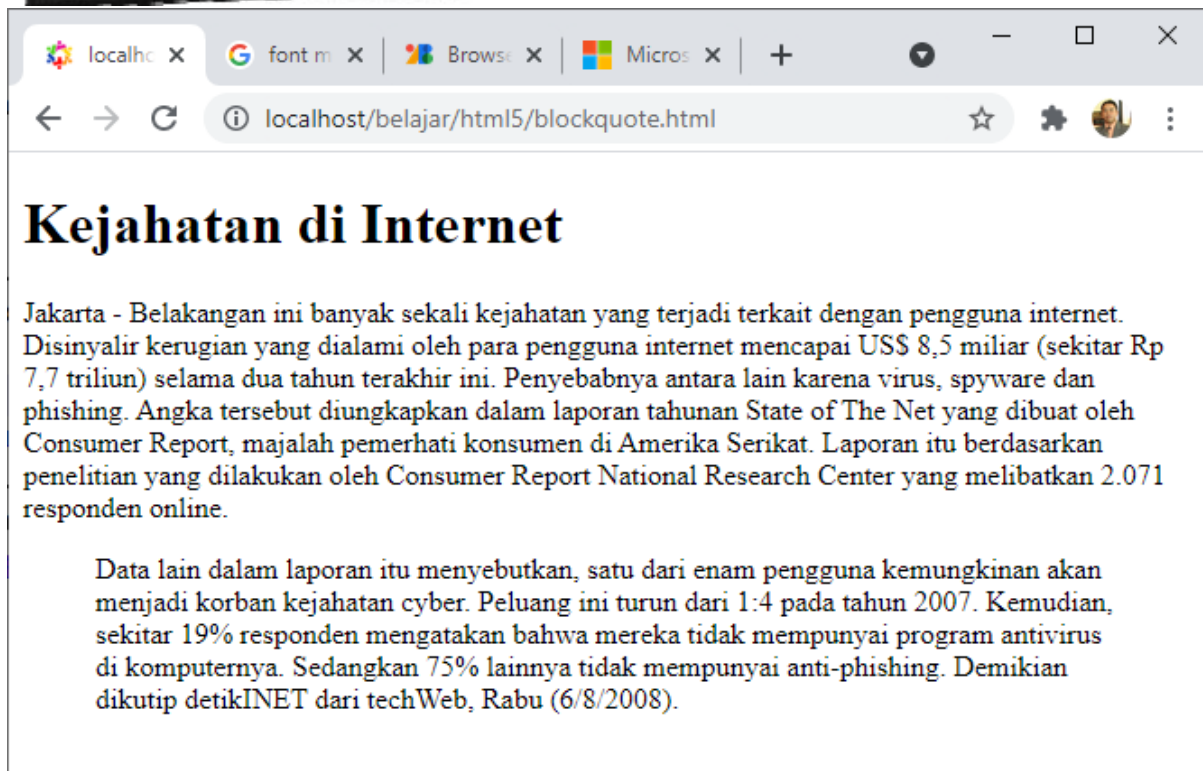 localhc
font m
Brows
Micros
localhost/belajar/html5/blockquote.html
Kejahatan di Internet
Jakarta - Belakangan ini banyak sekali kejahatan yang terjadi terkait dengan pengguna internet.
Disinyalir kerugian yang dialami oleh para pengguna internet mencapai US$ 8,5 miliar (sekitar Rp
7,7 triliun) selama dua tahun terakhir ini. Penyebabnya antara lain karena virus, spyware dan
phishing. Angka tersebut diungkapkan dalam laporan tahunan State of The Net yang dibuat oleh
Consumer Report, majalah pemerhati konsumen di Amerika Serikat. Laporan itu berdasarkan
penelitian yang dilakukan oleh Consumer Report National Research Center yang melibatkan 2.071
responden online.
Data lain dalam laporan itu menyebutkan, satu dari enam pengguna kemungkinan akan
menjadi korban kejahatan cyber. Peluang ini turun dari 1:4 pada tahun 2007. Kemudian,
sekitar 19% responden mengatakan bahwa mereka tidak mempunyai program antivirus
di komputernya. Sedangkan 75% lainnya tidak mempunyai anti-phishing. Demikian
dikutip detikINET dari techWeb, Rabu (6/8/2008).